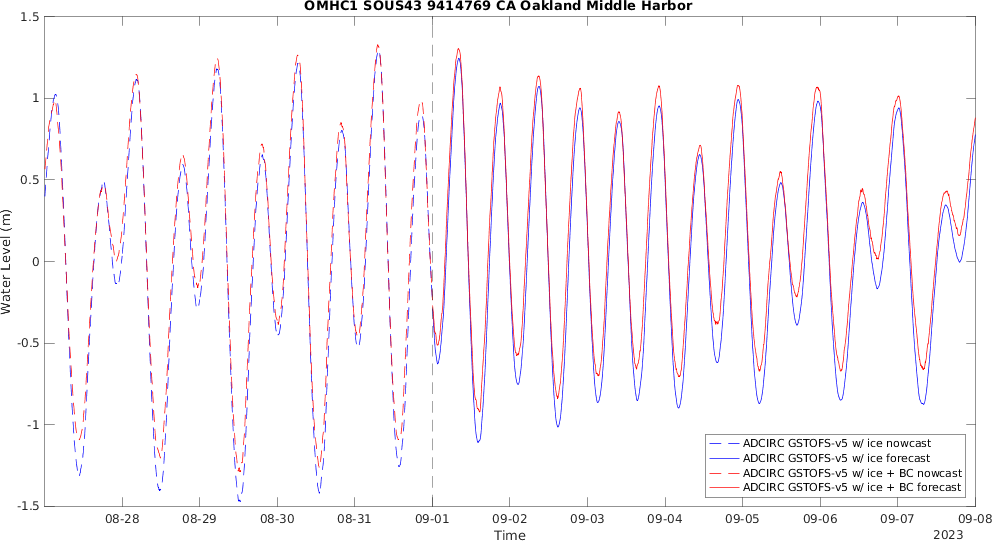 OMHC1 SOUS43 9414769 CA Oakland Middle Harbor
1.5
1
0.5
0
-0.5
-1
-1.5
Water Level (m)
ADCIRC GSTOFS-v5 w/ ice nowcast
ADCIRC GSTOFS-v5 w/ ice forecast
ADCIRC GSTOFS-v5 w/ ice + BC nowcast
ADCIRC GSTOFS-v5 w/ ice + BC forecast
08-28 08-29 08-30 08-31 09-01 09-02 09-03 09-04 09-05 09-06 09-07 09-08
Time
2023